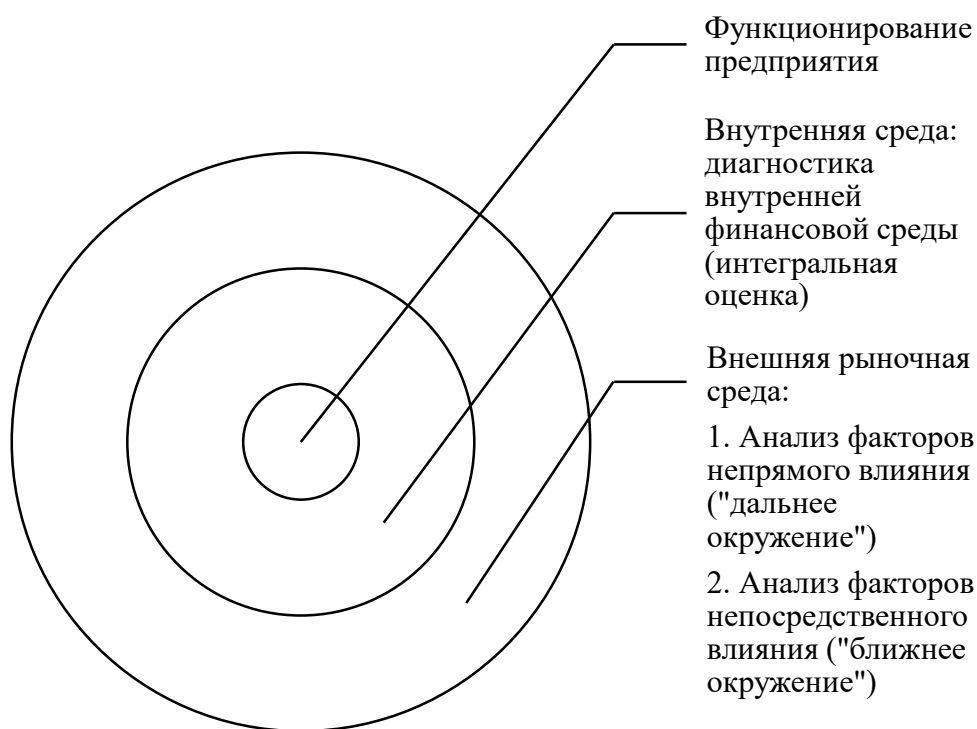 Функционирование
предприятия
Внутренняя среда:
диагностика
внутренней
финансовой среды
(интегральная
оценка)
Внешняя рыночная
среда:
1. Анализ факторов
непрямого влияния
("дальнее
окружение")
2. Анализ факторов
непосредственного
влияния ("ближнее
окружение")